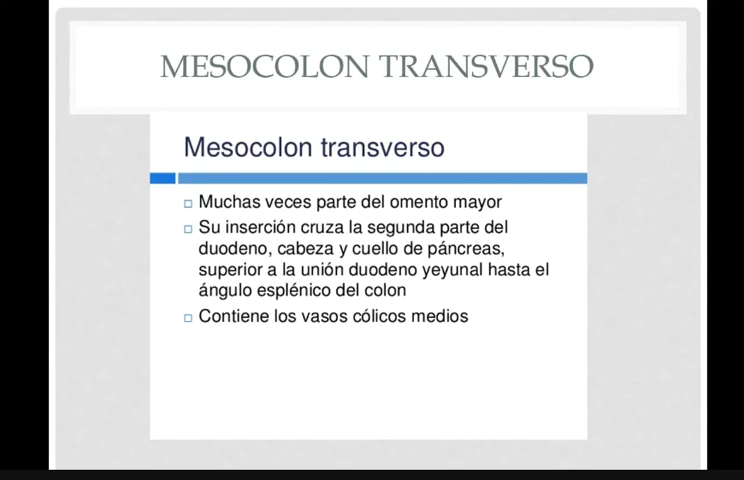 MESOCOLON TRANSVERSO
Mesocolon transverso
Muchas veces parte del omento mayor
Su inserción cruza la segunda parte del
duodeno, cabeza y cuello de páncreas,
superior a la unión duodeno yeyunal hasta el
ángulo esplénico del colon
Contiene los vasos cólicos medios